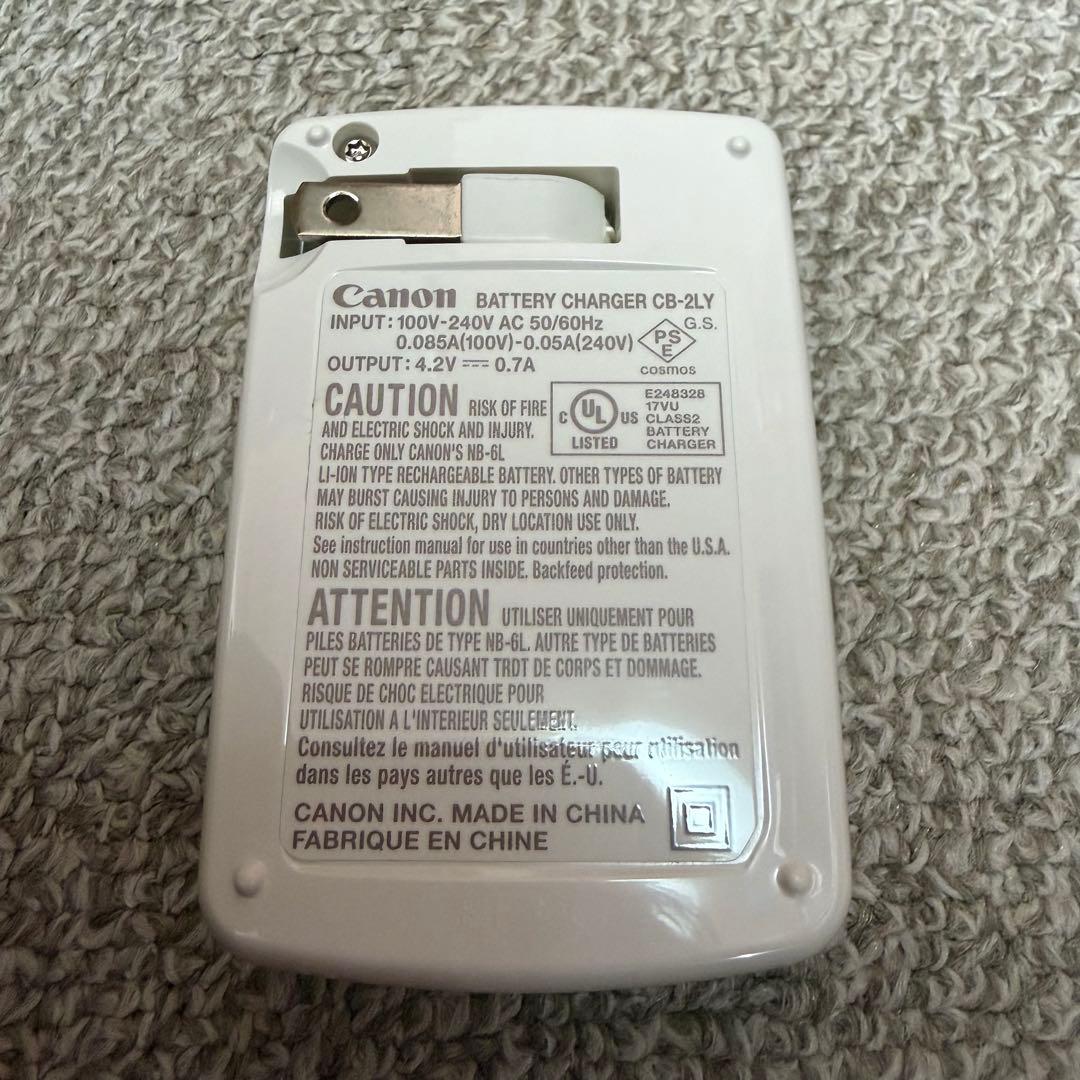 Canon BATTERY CHARGER CB-2LY
INPUT: 100V-240V AC 50/60Hz
0.085A(100V)-0.05A(240V)
PS
E
G.S.
cosmos
OUTPUT: 4.2V ⎓ 0.7A
CAUTION RISK OF FIRE
AND ELECTRIC SHOCK AND INJURY.
CHARGE ONLY CANON'S NB-6L
C UL US
LISTED
E248328
17VU
CLASS2
BATTERY
CHARGER
LI-ION TYPE RECHARGEABLE BATTERY. OTHER TYPES OF BATTERY
MAY BURST CAUSING INJURY TO PERSONS AND DAMAGE.
RISK OF ELECTRIC SHOCK, DRY LOCATION USE ONLY.
See instruction manual for use in countries other than the U.S.A.
NON SERVICEABLE PARTS INSIDE. Backfeed protection.
ATTENTION UTILISER UNIQUEMENT POUR
PILES BATTERIES DE TYPE NB-6L. AUTRE TYPE DE BATTERIES
PEUT SE ROMPRE CAUSANT TRDT DE CORPS ET DOMMAGE.
RISQUE DE CHOC ELECTRIQUE POUR
UTILISATION A L'INTERIEUR SEULEMENT.
Consultez le manuel d'utilisateur pour utilisation
dans les pays autres que les É.-U.
CANON INC. MADE IN CHINA
FABRIQUE EN CHINE